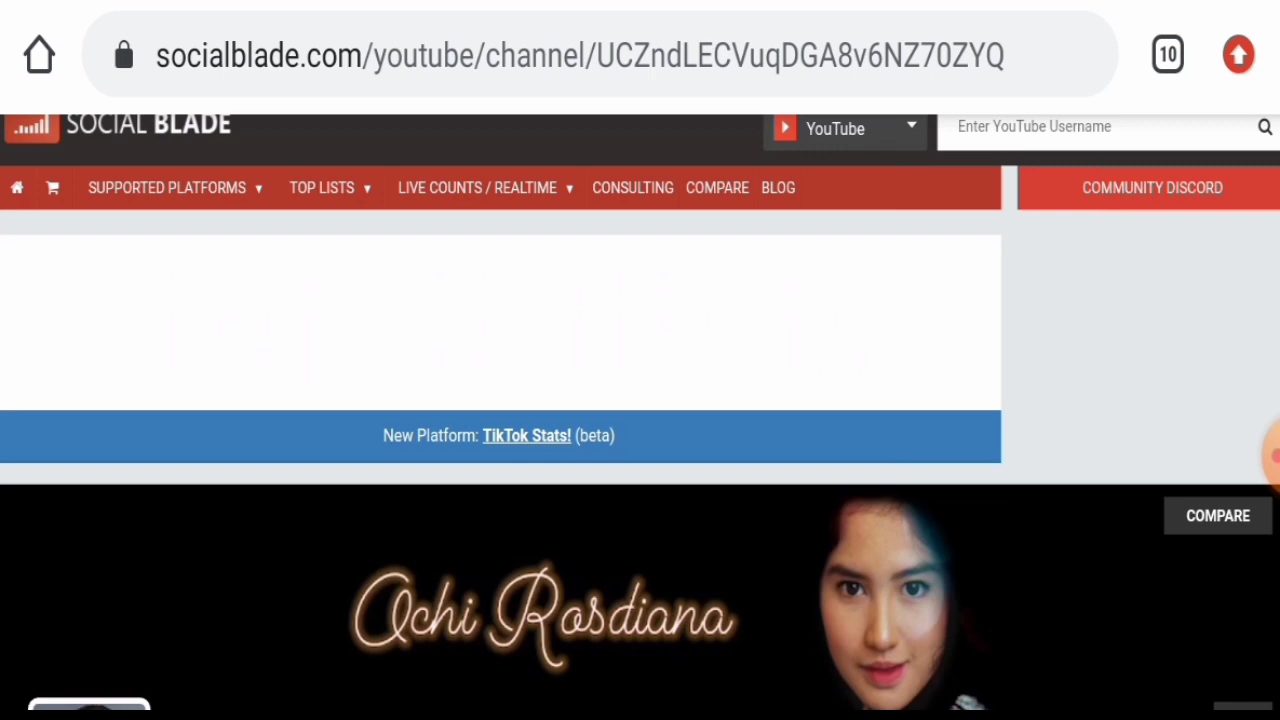 socialblade.com/youtube/channel/UCZndLECVuqDGA8v6NZ70ZYQ
10
SOCIAL BLADE
YouTube
Enter YouTube Username
SUPPORTED PLATFORMS ▼ TOP LISTS ▼ LIVE COUNTS / REALTIME ▼ CONSULTING COMPARE BLOG
COMMUNITY DISCORD
New Platform: TikTok Stats! (beta)
COMPARE
Ochi Rosdiana